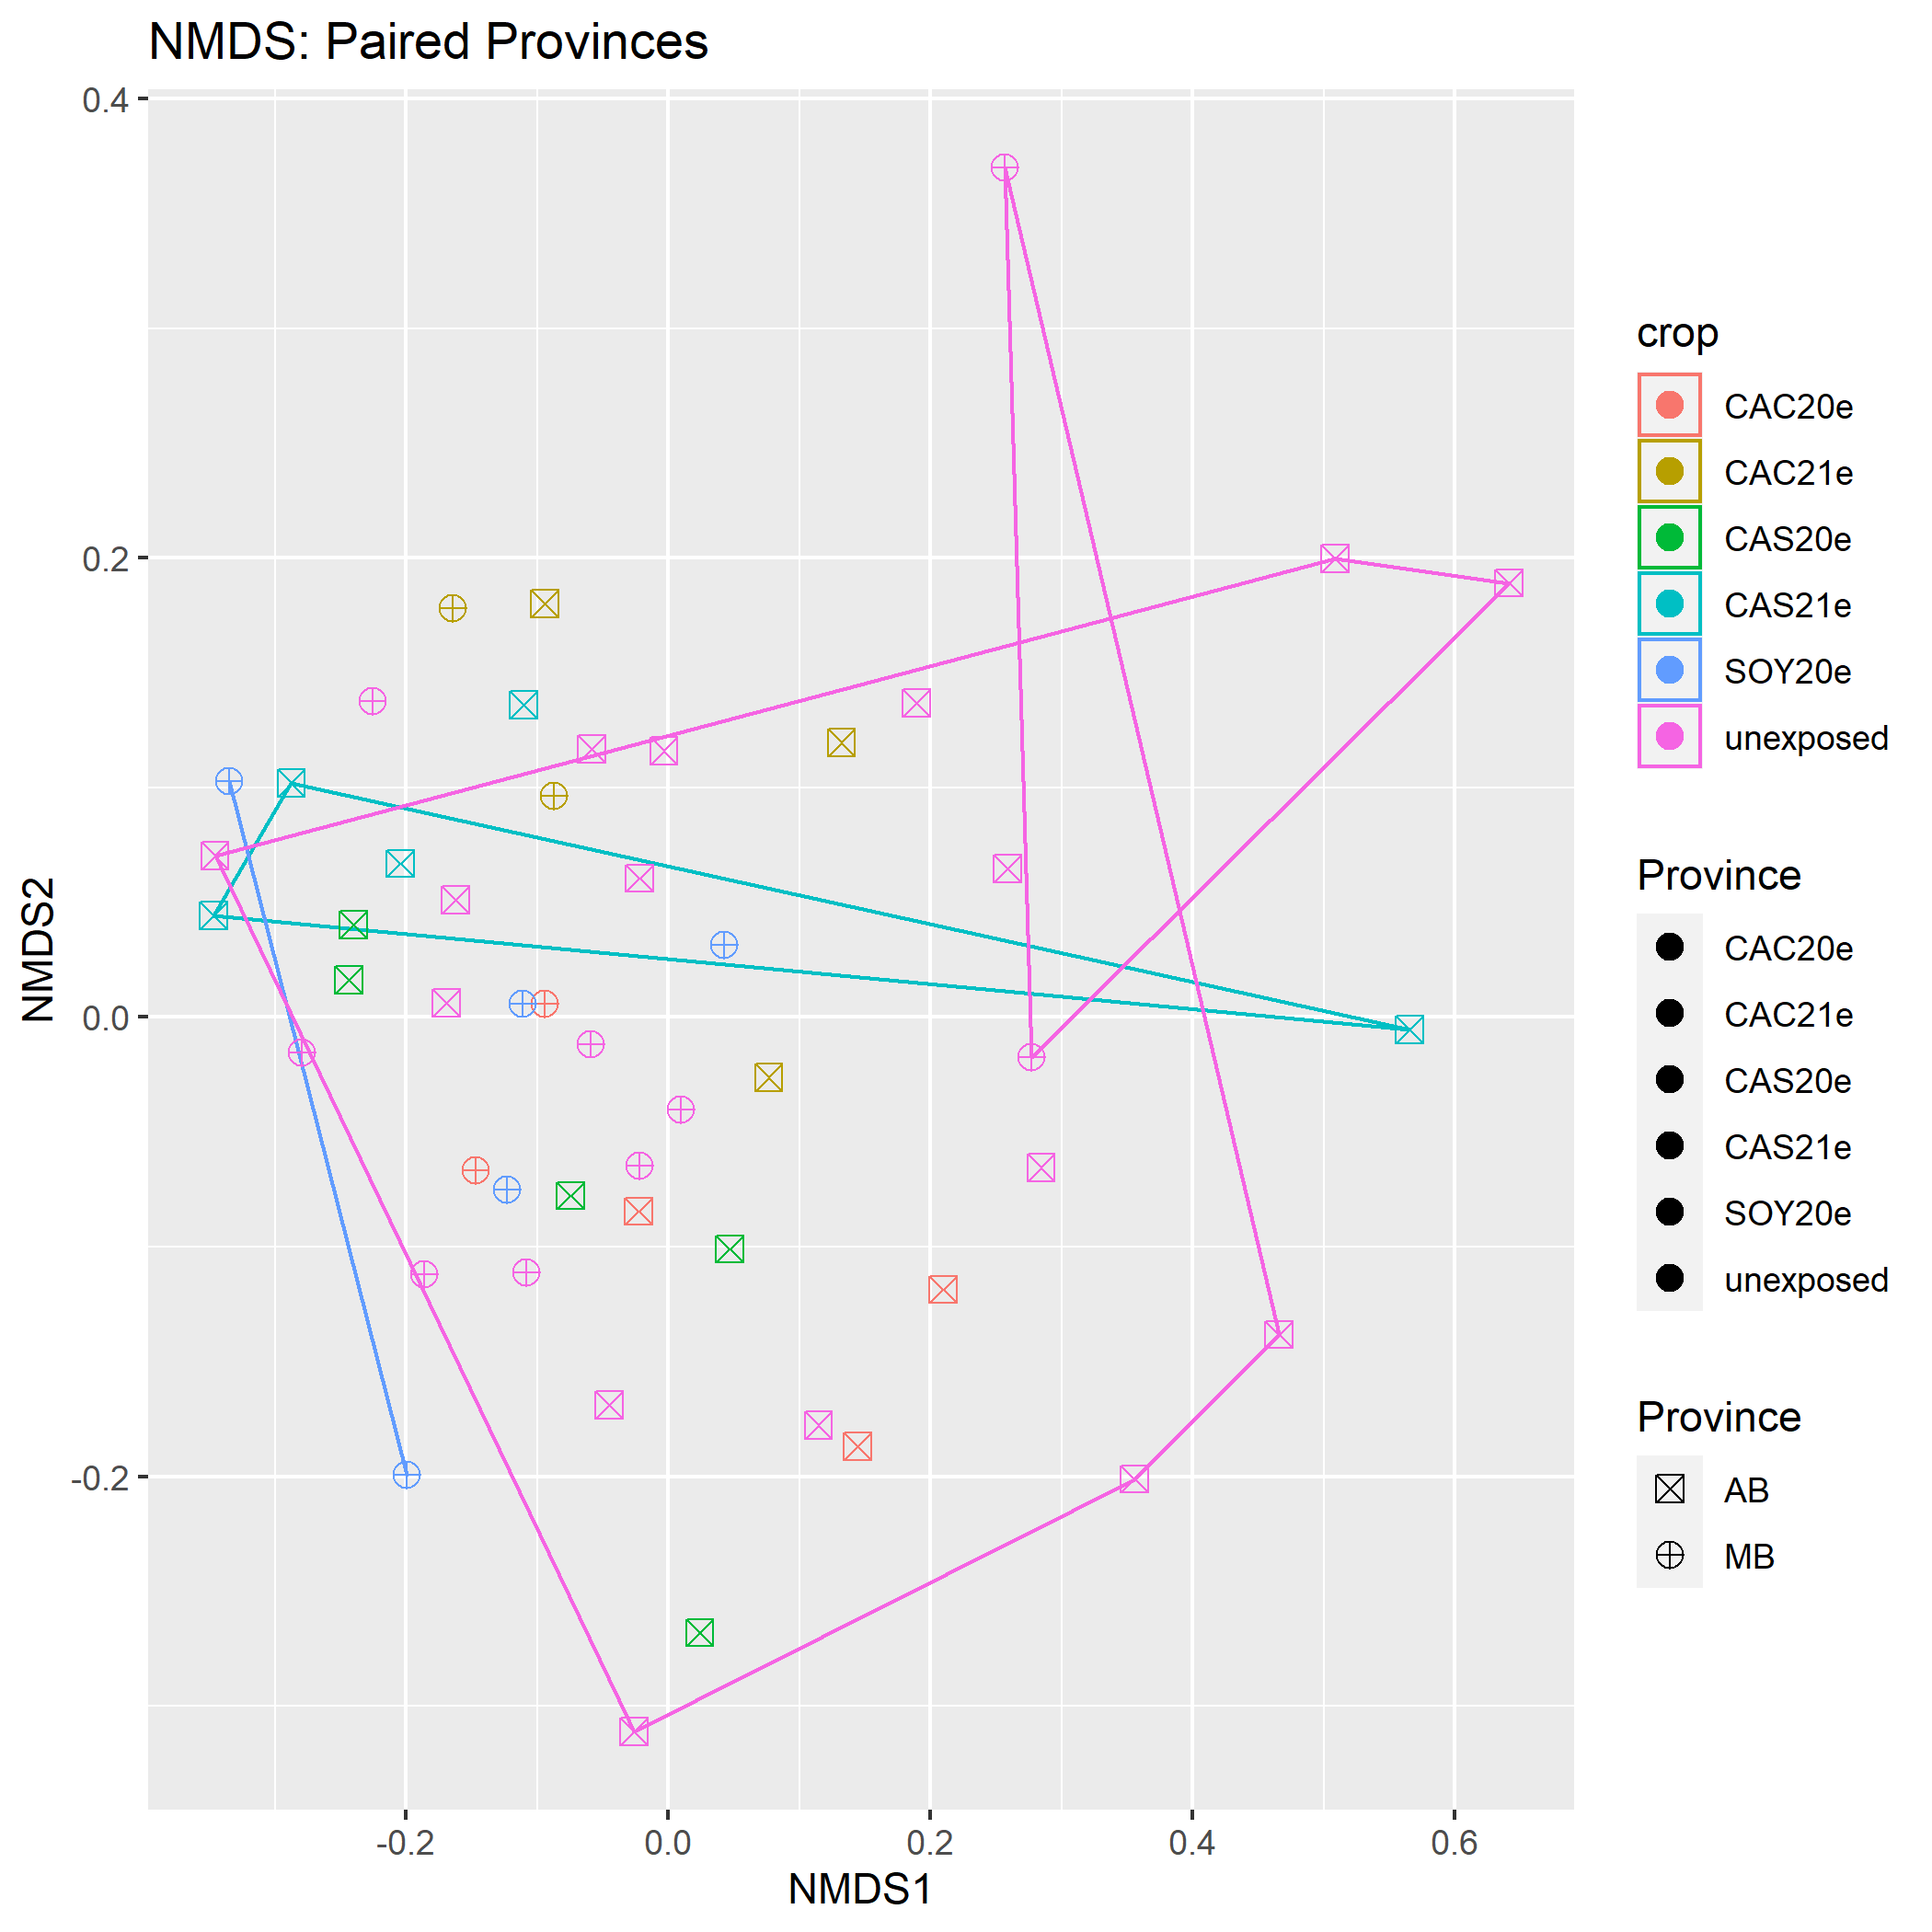 NMDS: Paired Provinces
0.4
0.2
0.0
-0.2
NMDS2
-0.2
0.0
0.2
0.4
0.6
NMDS1
crop
CAC20e
CAC21e
CAS20e
CAS21e
SOY20e
unexposed
Province
CAC20e
CAC21e
CAS20e
CAS21e
SOY20e
unexposed
Province
AB
MB